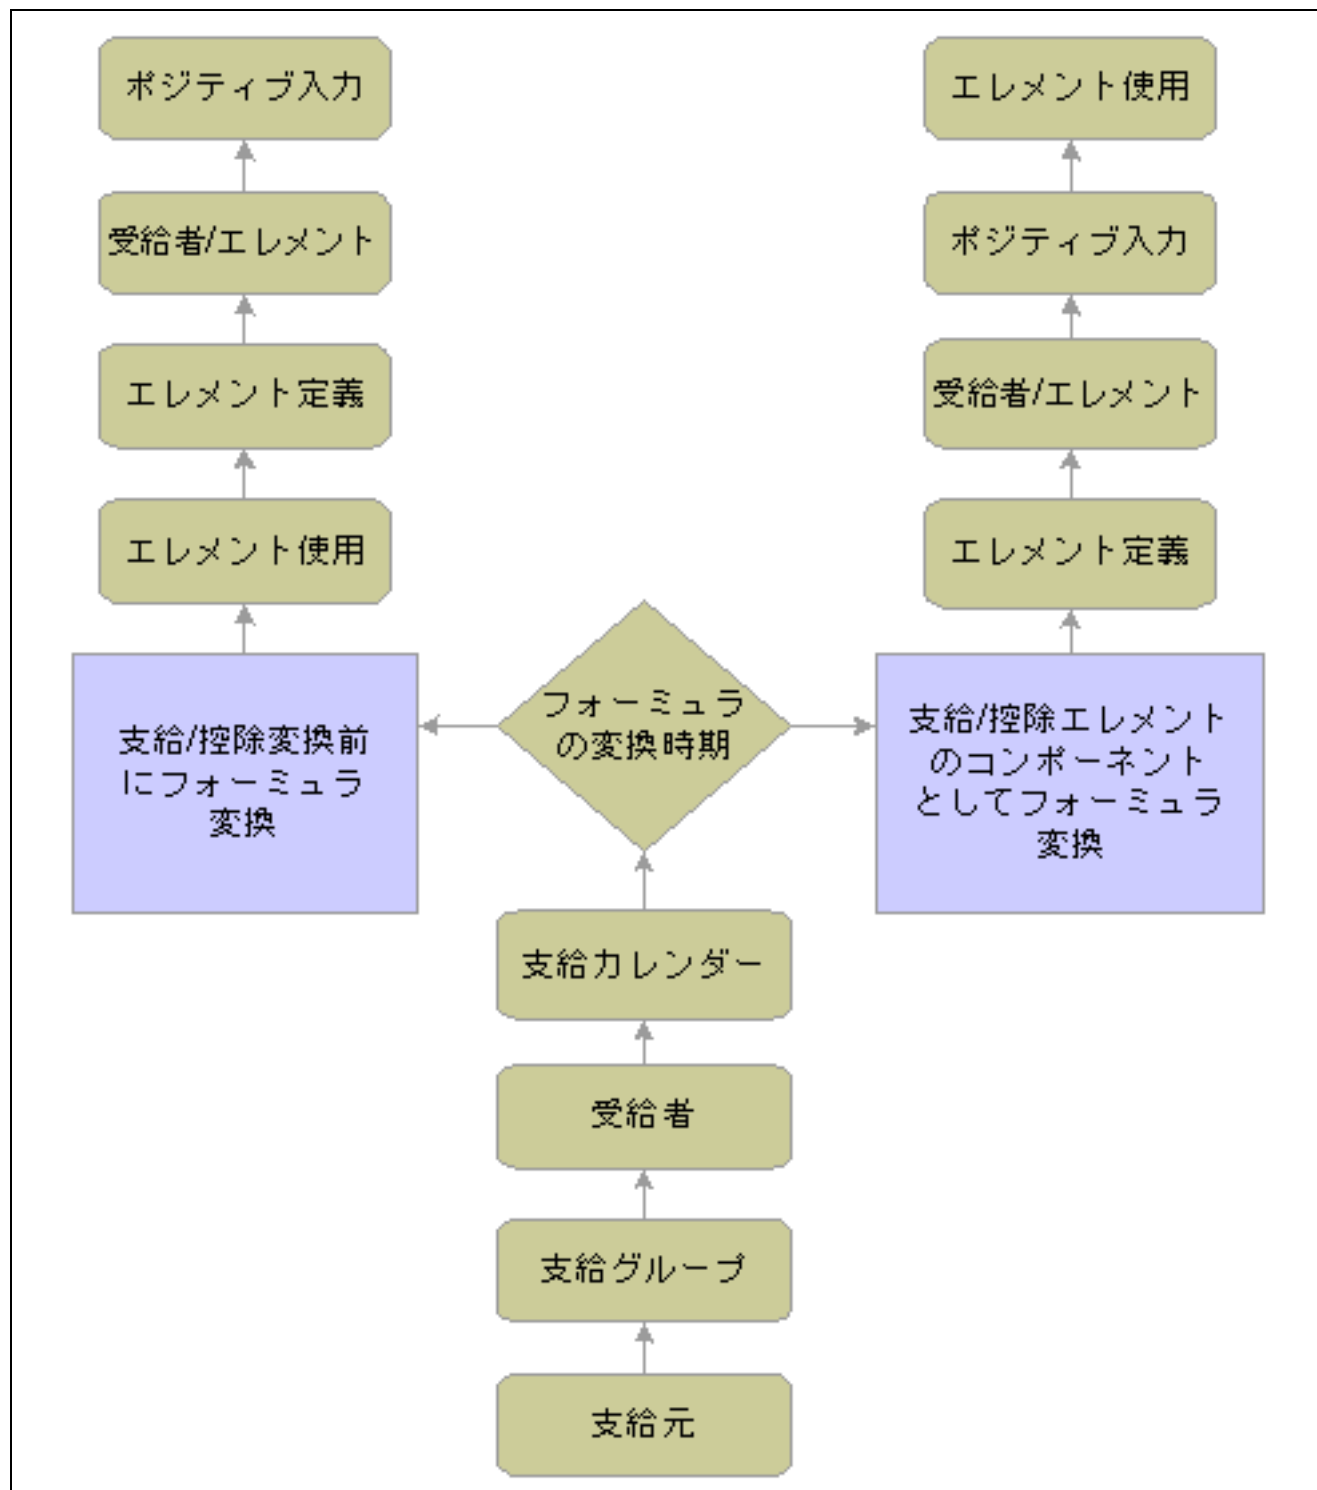 ポジティブ入力
受給者/エレメント
エレメント定義
エレメント使用
支給/控除変換前
にフォーミュラ
変換
エレメント使用
ポジティブ入力
受給者/エレメント
エレメント定義
支給/控除エレメント
のコンポーネント
としてフォーミュラ
変換
フォーミュラ
の変換時期
支給カレンダー
受給者
支給グループ
支給元